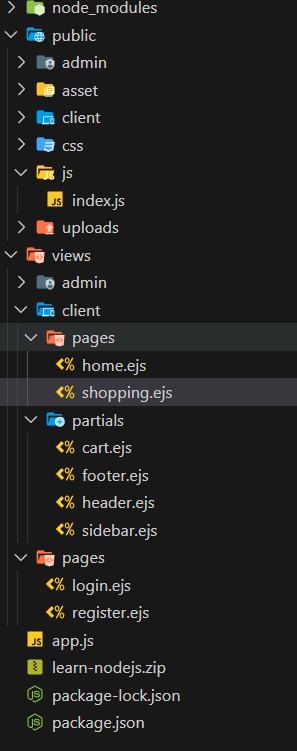 node_modules
public
admin
asset
client
css
js
JS index.js
uploads
views
admin
client
pages
<% home.ejs
<% shopping.ejs
partials
<% cart.ejs
<% footer.ejs
<% header.ejs
<% sidebar.ejs
pages
<% login.ejs
<% register.ejs
JS app.js
learn-nodejs.zip
JS package-lock.json
JS package.json